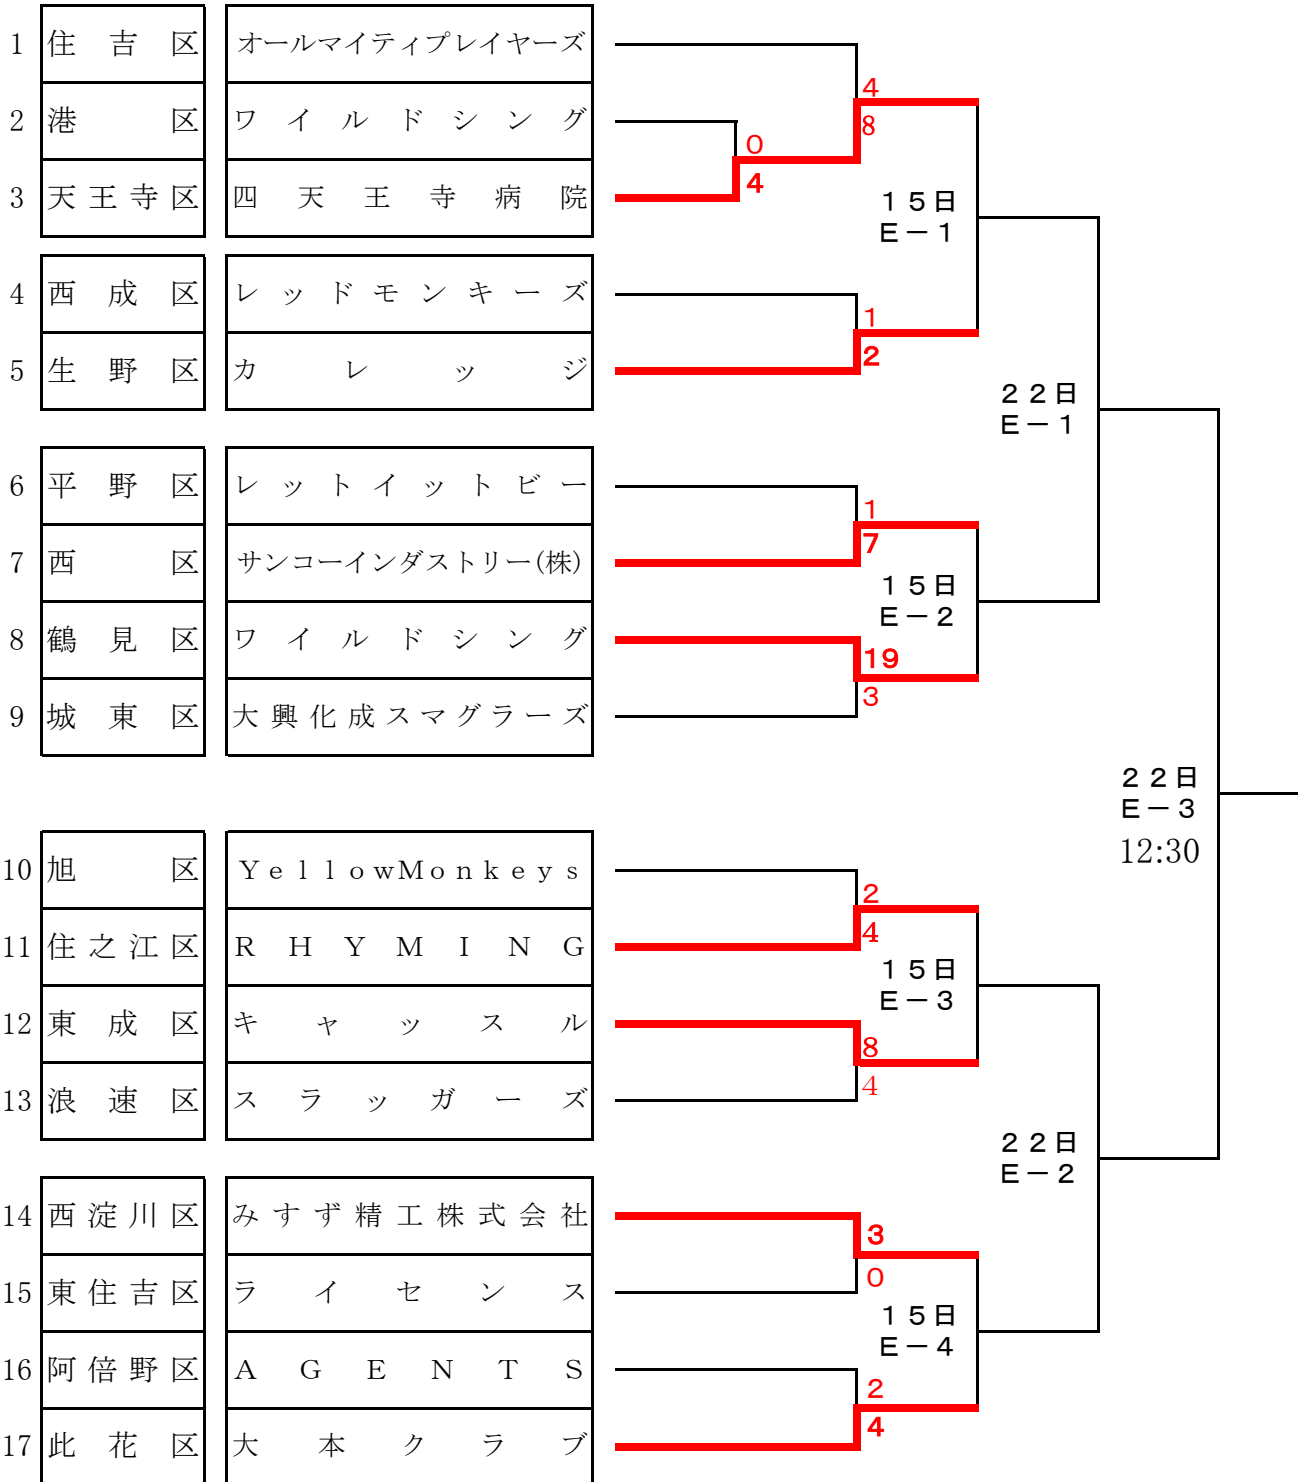 1 住吉区 オールマイティプレイヤーズ
4
2 港区 ワイルドシング
8
0
4
3 天王寺区 四天王寺病院
15日
E-1
4 西成区 レッドモンキーズ
1
2
5 生野区 カレッジ
22日
E-1
6 平野区 レットイットビー
1
7
7 西区 サンコーインダストリー(株)
15日
E-2
8 鶴見区 ワイルドシング
19
3
9 城東区 大興化成スマグラーズ
22日
E-3
12:30
10 旭区 YellowMonkeys
2
4
11 住之江区 RHYMING
15日
E-3
12 東成区 キャッスル
8
4
13 浪速区 スラッガーズ
22日
E-2
14 西淀川区 みすず精工株式会社
3
0
15 東住吉区 ライセンス
15日
E-4
16 阿倍野区 AGENTS
2
4
17 此花区 大本クラブ